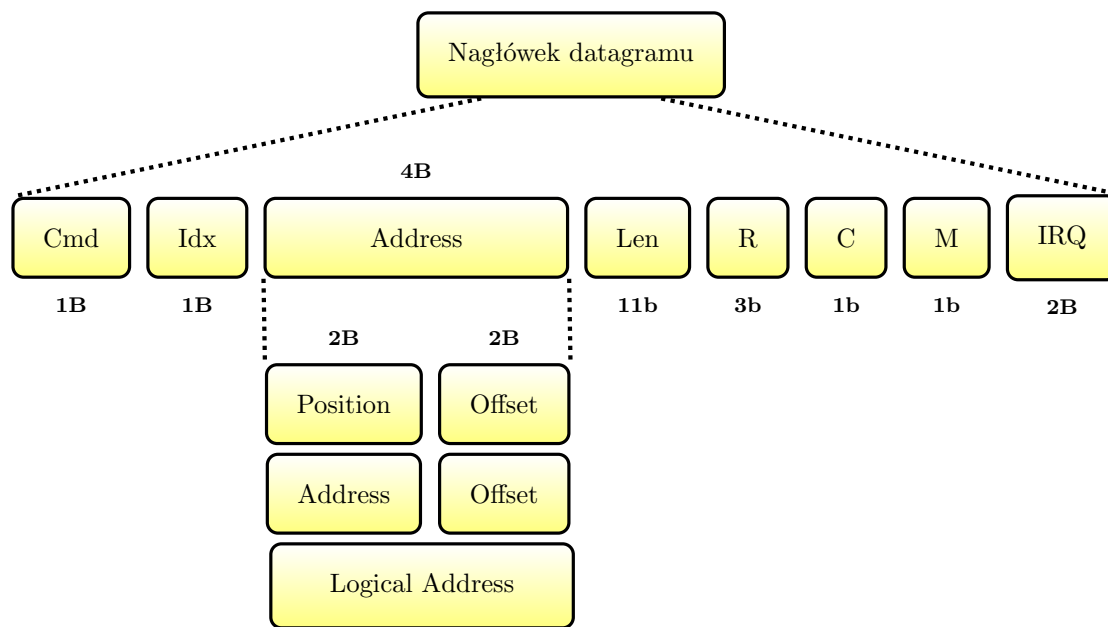 Nagłówek datagramu
4B
Cmd Idx Address Len R C M IRQ
1B 1B 11b 3b 1b 1b 2B
2B 2B
Position Offset
Address Offset
Logical Address